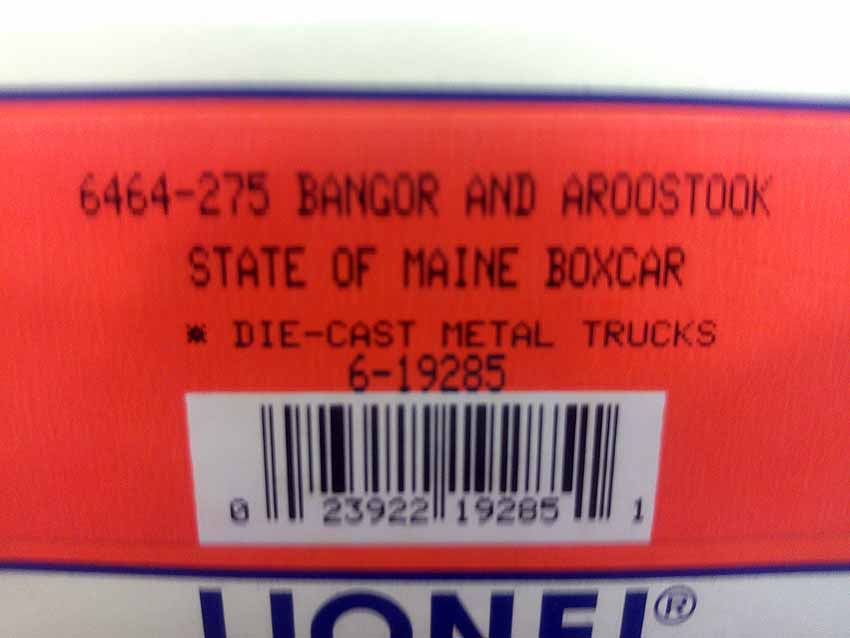 6464-275 BANGOR AND AROOSTOOK
STATE OF MAINE BOXCAR
* DIE-CAST METAL TRUCKS
6-19285
0 23922 19285 1
LIONEL®